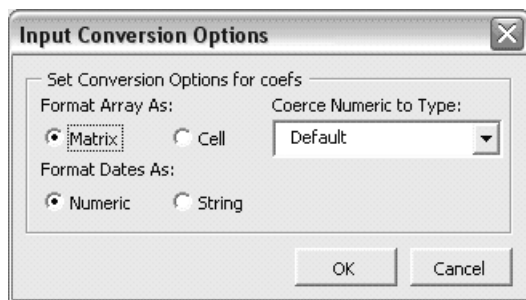 Input Conversion Options
Set Conversion Options for coefs
Format Array As:
Coerce Numeric to Type:
Matrix
Cell
Default
Format Dates As:
Numeric
String
OK
Cancel